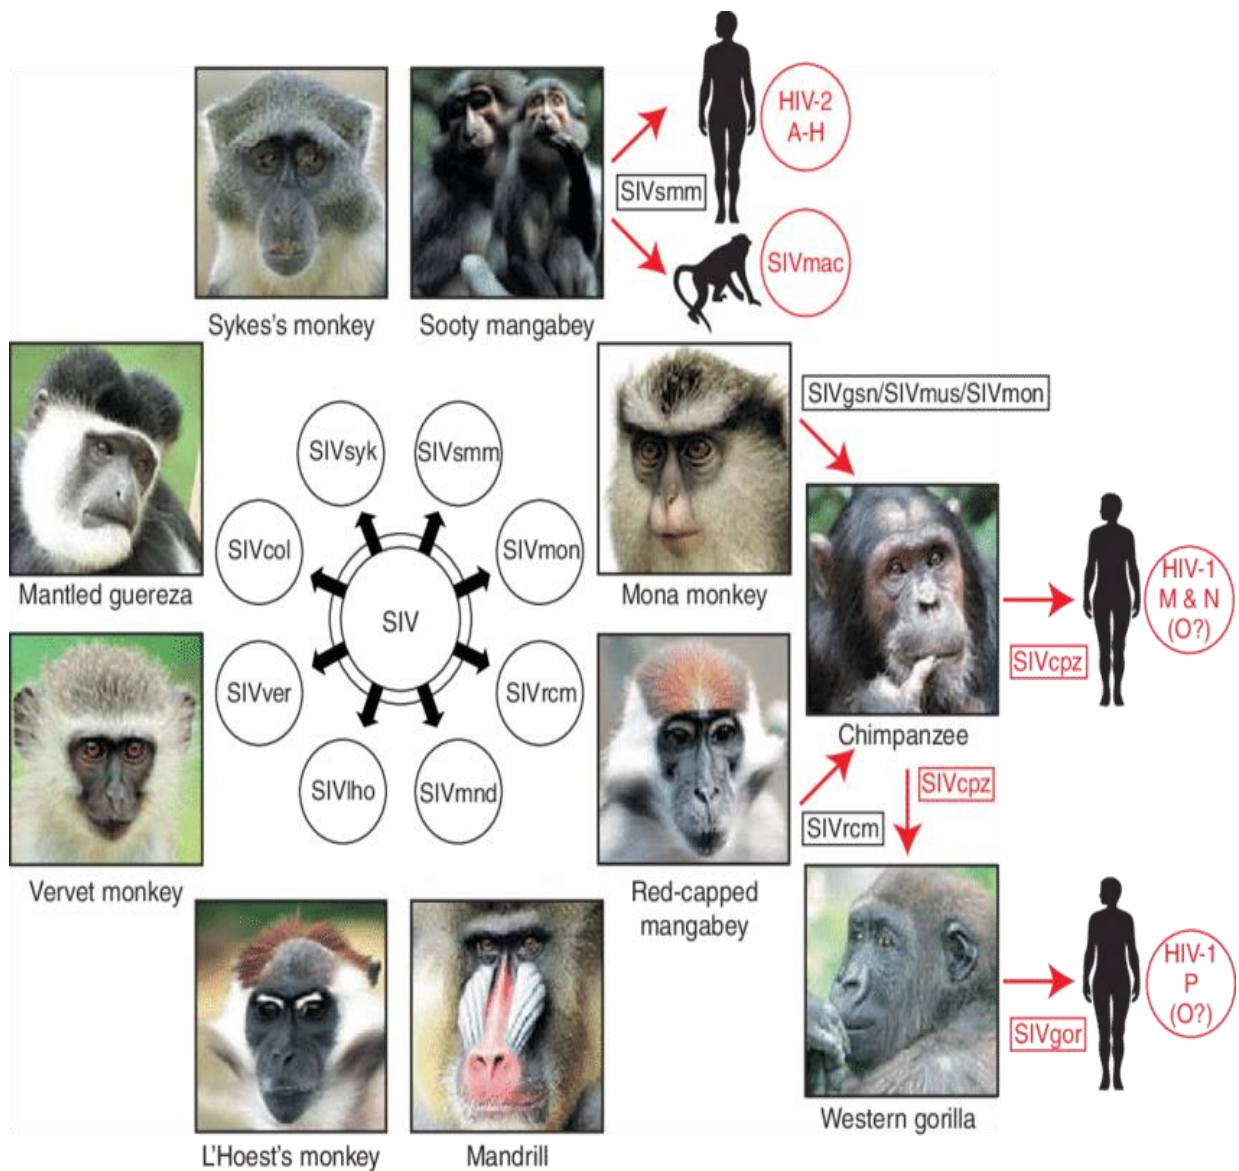 HIV-2
A-H
SIVsmm
SIVmac
Sykes's monkey
Sooty mangabey
SIVgsn/SIVmus/SIVmon
SIVsyk
SIVsmm
SIVcol
SIVmon
Mantled guereza
Mona monkey
SIV
HIV-1
M & N
(O?)
SIVcpz
SIVver
SIVrcm
Chimpanzee
SIVlho
SIVmnd
SIVcpz
SIVrcm
Vervet monkey
Red-capped
mangabey
HIV-1
P
(O?)
SIVgor
Western gorilla
L'Hoest's monkey
Mandrill